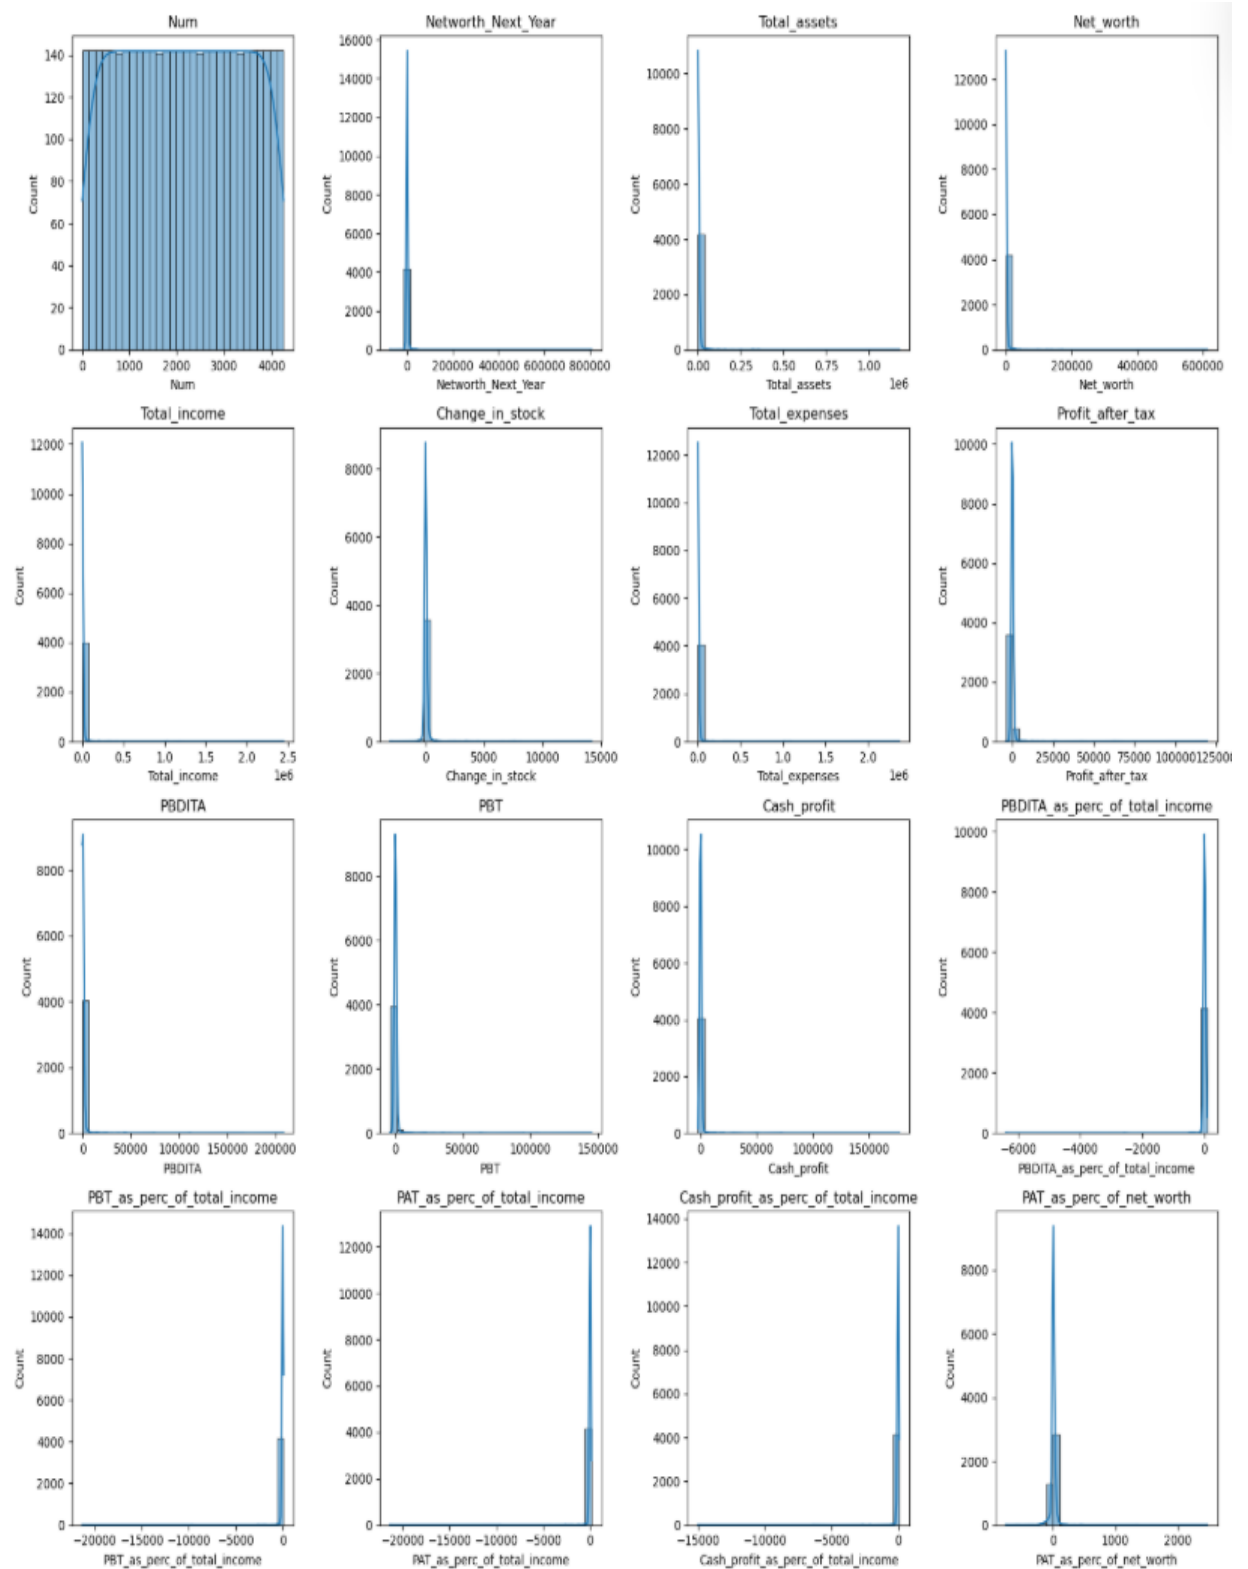 Num
Count
140
120
100
80
60
40
20
0
0 1000 2000 3000 4000
Num
Networth_Next_Year
Count
16000
14000
12000
10000
8000
6000
4000
2000
0
0 200000 400000 600000 800000
Networth_Next_Year
Total_assets
Count
10000
8000
6000
4000
2000
0
0.00 0.25 0.50 0.75 1.00
1e6
Total_assets
Net_worth
Count
12000
10000
8000
6000
4000
2000
0
0 200000 400000 600000
Net_worth
Total_income
Count
12000
10000
8000
6000
4000
2000
0
0.0 0.5 1.0 1.5 2.0 2.5
1e6
Total_income
Change_in_stock
Count
8000
6000
4000
2000
0
0 5000 10000 15000
Change_in_stock
Total_expenses
Count
12000
10000
8000
6000
4000
2000
0
0.0 0.5 1.0 1.5 2.0
1e6
Total_expenses
Profit_after_tax
Count
10000
8000
6000
4000
2000
0
0 25000 50000 75000 100000 125000
Profit_after_tax
PBDITA
Count
8000
6000
4000
2000
0
0 50000 100000 150000 200000
PBDITA
PBT
Count
8000
6000
4000
2000
0
0 50000 100000 150000
PBT
Cash_profit
Count
10000
8000
6000
4000
2000
0
0 50000 100000 150000
Cash_profit
PBDITA_as_perc_of_total_income
Count
10000
8000
6000
4000
2000
0
−6000 −4000 −2000 0
PBDITA_as_perc_of_total_income
PBT_as_perc_of_total_income
Count
14000
12000
10000
8000
6000
4000
2000
0
−20000 −15000 −10000 −5000 0
PBT_as_perc_of_total_income
PAT_as_perc_of_total_income
Count
12000
10000
8000
6000
4000
2000
0
−20000 −15000 −10000 −5000 0
PAT_as_perc_of_total_income
Cash_profit_as_perc_of_total_income
Count
14000
12000
10000
8000
6000
4000
2000
0
−15000 −10000 −5000 0
Cash_profit_as_perc_of_total_income
PAT_as_perc_of_net_worth
Count
8000
6000
4000
2000
0
0 1000 2000
PAT_as_perc_of_net_worth